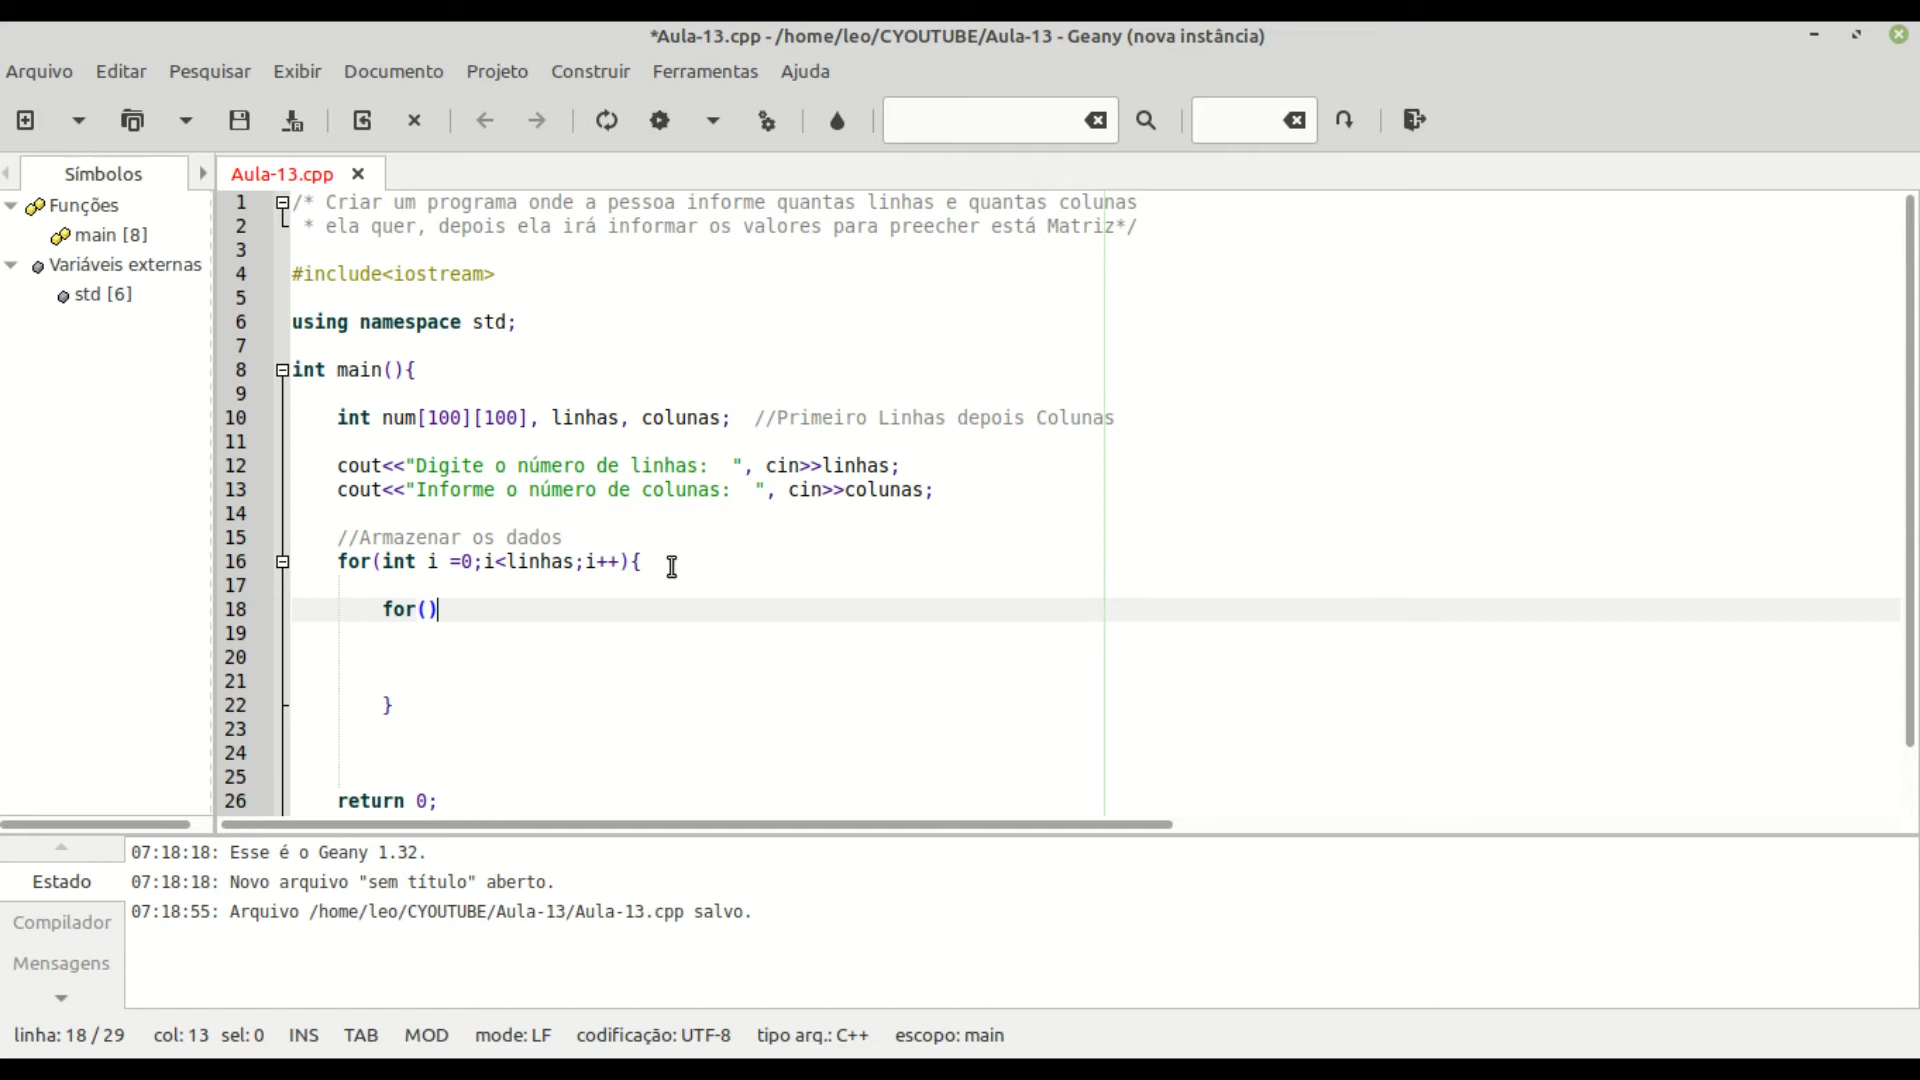 *Aula-13.cpp - /home/leo/CYOUTUBE/Aula-13 - Geany (nova instância)
Arquivo Editar Pesquisar Exibir Documento Projeto Construir Ferramentas Ajuda
Símbolos
Aula-13.cpp
Funções
main [8]
Variáveis externas
std [6]
1 /* Criar um programa onde a pessoa informe quantas linhas e quantas colunas
2 * ela quer, depois ela irá informar os valores para preecher está Matriz*/
3
4 #include<iostream>
5
6 using namespace std;
7
8 int main(){
9
10 int num[100][100], linhas, colunas; //Primeiro Linhas depois Colunas
11
12 cout<<"Digite o número de linhas:  ", cin>>linhas;
13 cout<<"Informe o número de colunas:  ", cin>>colunas;
14
15 //Armazenar os dados
16 for(int i =0;i<linhas;i++){
17
18 for()
19
20
21
22 }
23
24
25
26 return 0;
Estado
Compilador
Mensagens
07:18:18: Esse é o Geany 1.32.
07:18:18: Novo arquivo "sem título" aberto.
07:18:55: Arquivo /home/leo/CYOUTUBE/Aula-13/Aula-13.cpp salvo.
linha: 18 / 29 col: 13 sel: 0 INS TAB MOD mode: LF codificação: UTF-8 tipo arq.: C++ escopo: main